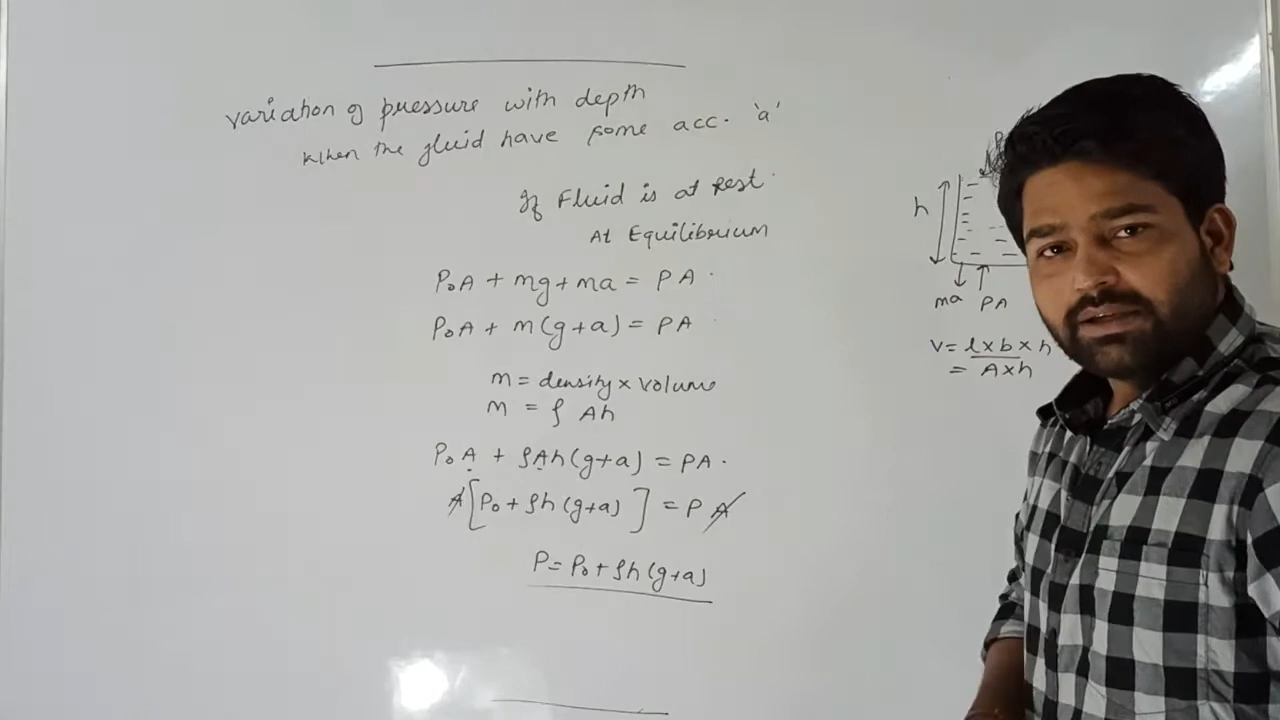 Variation of pressure with depth
When the fluid have some acc. 'a'
If Fluid is at Rest.
At Equilibrium
P₀A + mg + ma = PA.
P₀A + m(g+a) = PA
m = density × volume
m = ρ Ah
P₀A + ρAh(g+a) = PA.
A[P₀ + ρh(g+a)] = PA
P = P₀ + ρh(g+a)
h
ma PA
V = l×b×h
= A×h